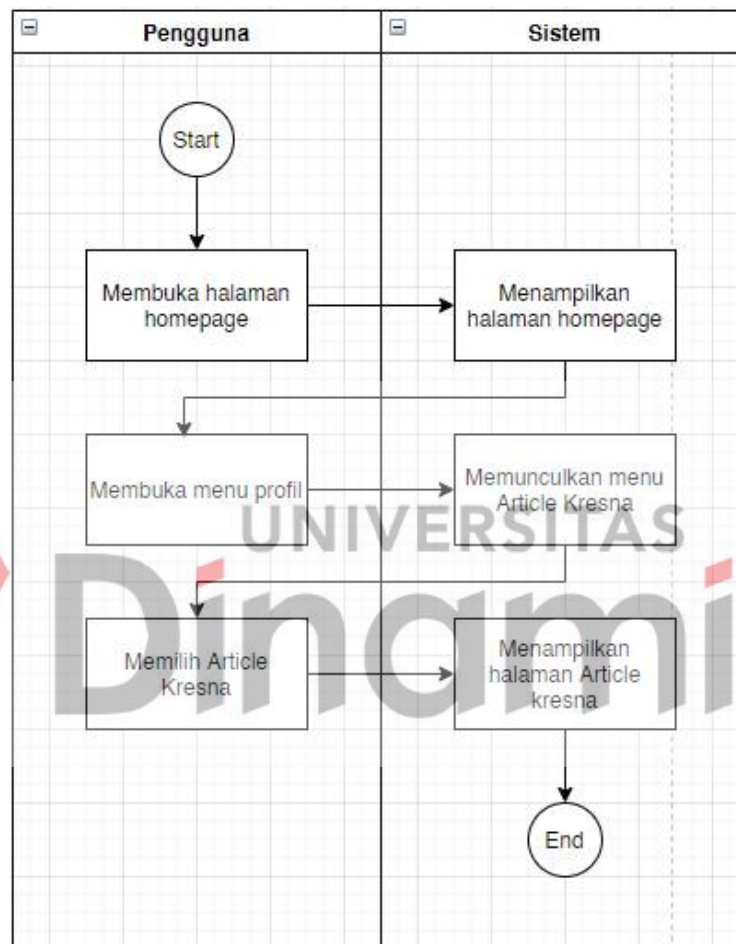 Pengguna
Sistem
Start
Membuka halaman
homepage
Menampilkan
halaman homepage
Membuka menu profil
Memunculkan menu
Article Kresna
UNIVERSITAS
Dinami
Memilih Article
Kresna
Menampilkan
halaman Article
kresna
End